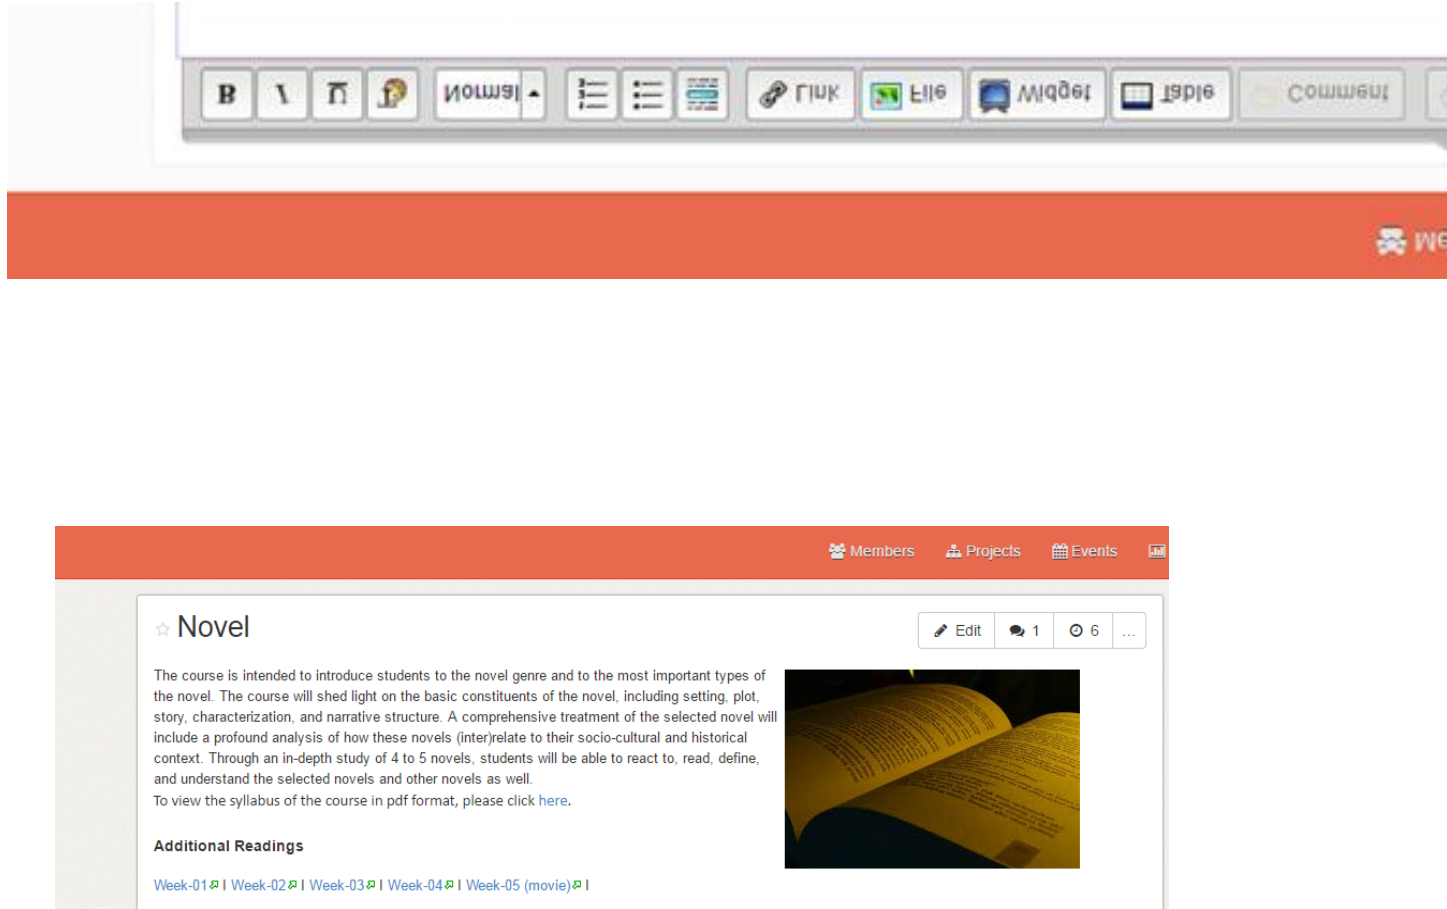 B I U Normal Link File Widget Table Comment
Me
Members Projects Events
Novel
Edit 1 6 ...
The course is intended to introduce students to the novel genre and to the most important types of
the novel. The course will shed light on the basic constituents of the novel, including setting, plot,
story, characterization, and narrative structure. A comprehensive treatment of the selected novel will
include a profound analysis of how these novels (inter)relate to their socio-cultural and historical
context. Through an in-depth study of 4 to 5 novels, students will be able to react to, read, define,
and understand the selected novels and other novels as well.
To view the syllabus of the course in pdf format, please click here.
Additional Readings
Week-01 I Week-02 I Week-03 I Week-04 I Week-05 (movie) I